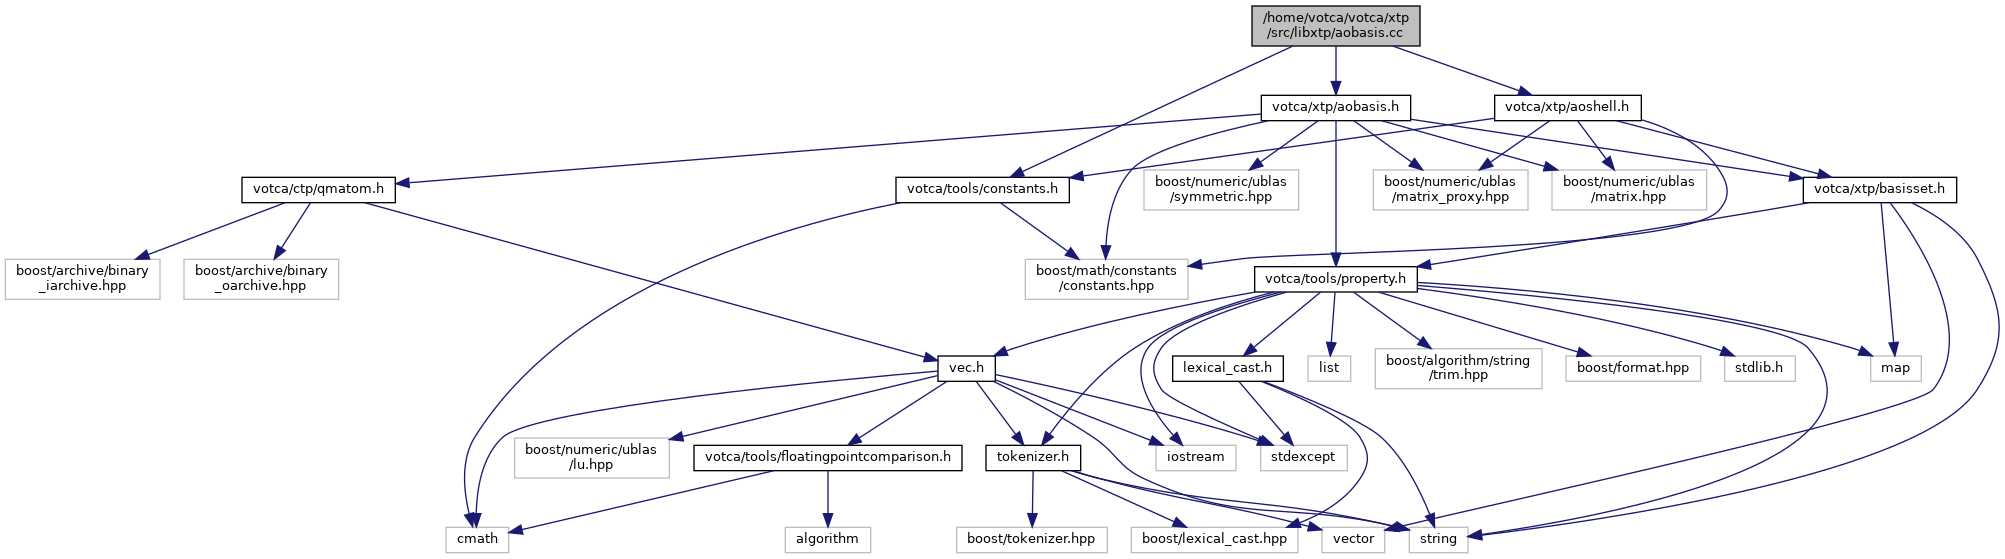 /home/votca/votca/xtp
/src/libxtp/aobasis.cc
votca/xtp/aobasis.h
votca/xtp/aoshell.h
votca/ctp/qmatom.h
votca/tools/constants.h
boost/numeric/ublas
/symmetric.hpp
boost/numeric/ublas
/matrix_proxy.hpp
boost/numeric/ublas
/matrix.hpp
votca/xtp/basisset.h
boost/archive/binary
_iarchive.hpp
boost/archive/binary
_oarchive.hpp
boost/math/constants
/constants.hpp
votca/tools/property.h
vec.h
lexical_cast.h
list
boost/algorithm/string
/trim.hpp
boost/format.hpp
stdlib.h
map
boost/numeric/ublas
/lu.hpp
votca/tools/floatingpointcomparison.h
tokenizer.h
iostream
stdexcept
cmath
algorithm
boost/tokenizer.hpp
boost/lexical_cast.hpp
vector
string